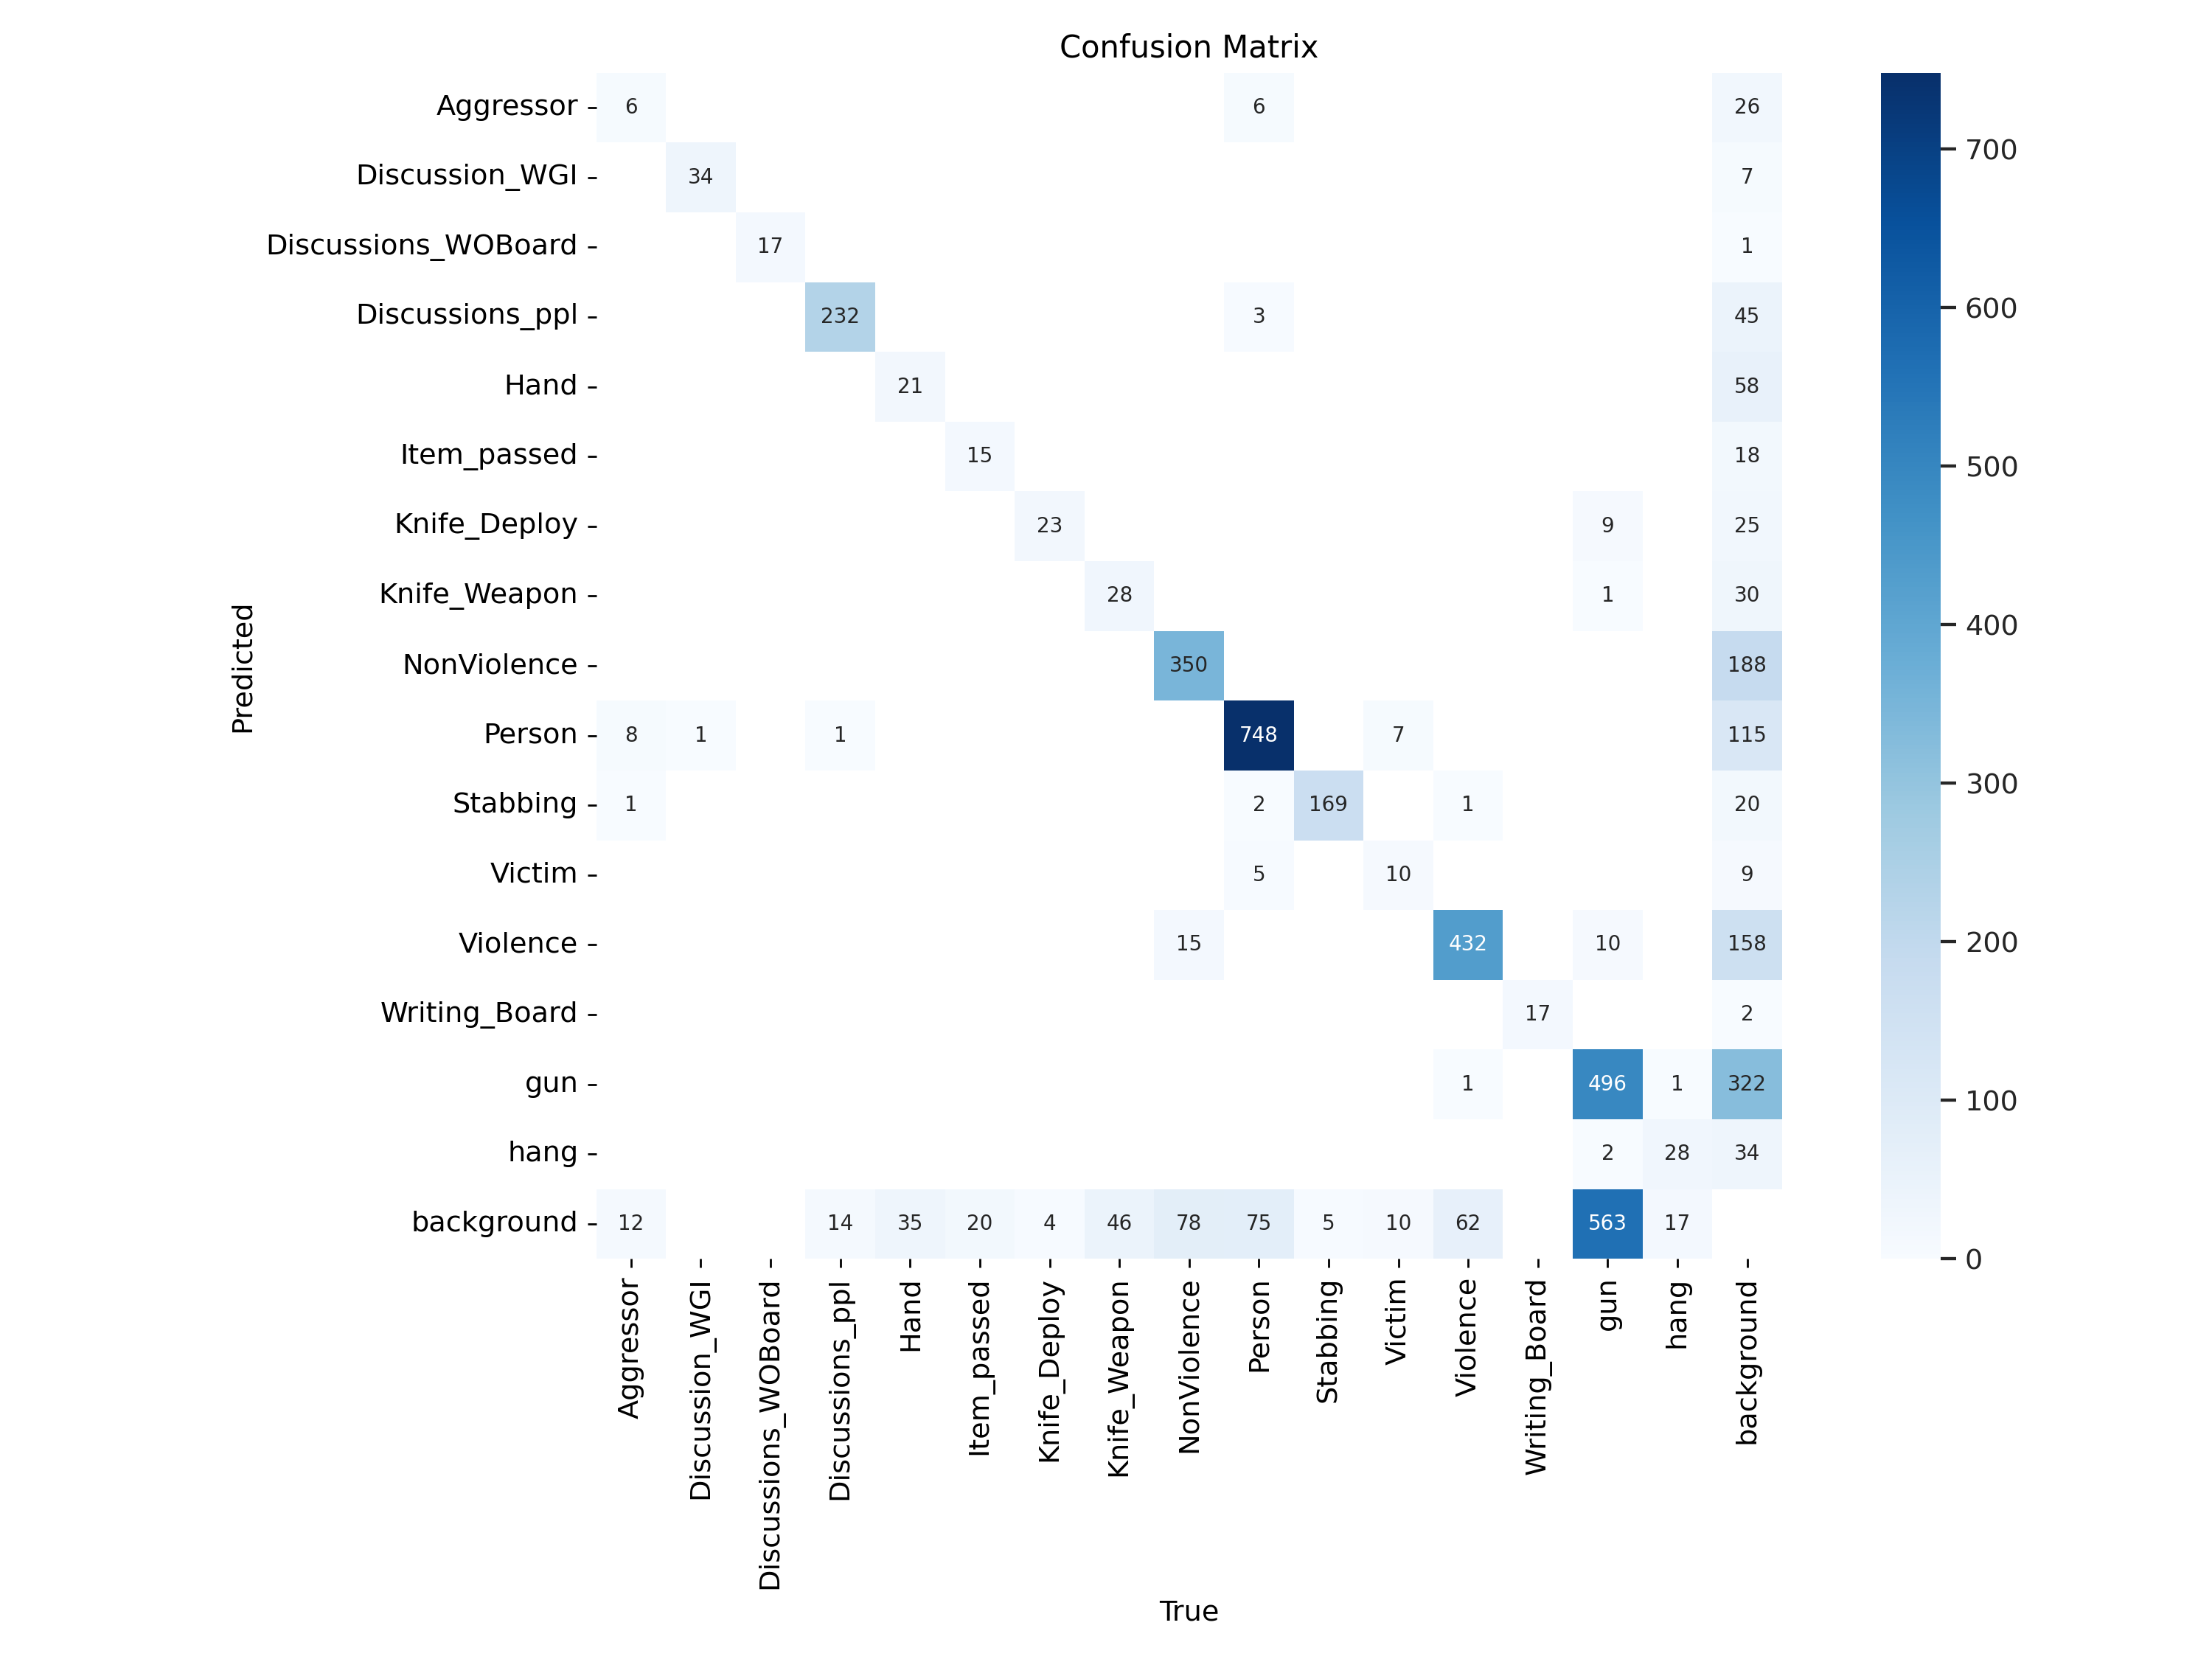 Confusion Matrix
Aggressor 6 6 26
Discussion_WGI 34 7
Discussions_WOBoard 17 1
Discussions_ppl 232 3 45
Hand 21 58
Item_passed 15 18
Knife_Deploy 23 9 25
Knife_Weapon 28 1 30
NonViolence 350 188
Person 8 1 1 748 7 115
Stabbing 1 2 169 1 20
Victim 5 10 9
Violence 15 432 10 158
Writing_Board 17 2
gun 1 496 1 322
hang 2 28 34
background 12 14 35 20 4 46 78 75 5 10 62 563 17
Predicted
Aggressor
Discussion_WGI
Discussions_WOBoard
Discussions_ppl
Hand
Item_passed
Knife_Deploy
Knife_Weapon
NonViolence
Person
Stabbing
Victim
Violence
Writing_Board
gun
hang
background
True
700
600
500
400
300
200
100
0